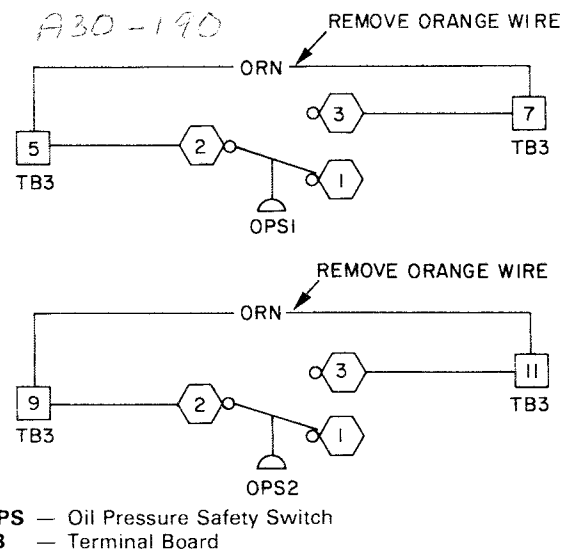 A30-190
REMOVE ORANGE WIRE
ORN
3
7
5
2
TB3
1
TB3
OPS1
REMOVE ORANGE WIRE
ORN
3
11
9
2
TB3
1
TB3
OPS2
PS — Oil Pressure Safety Switch
— Terminal Board